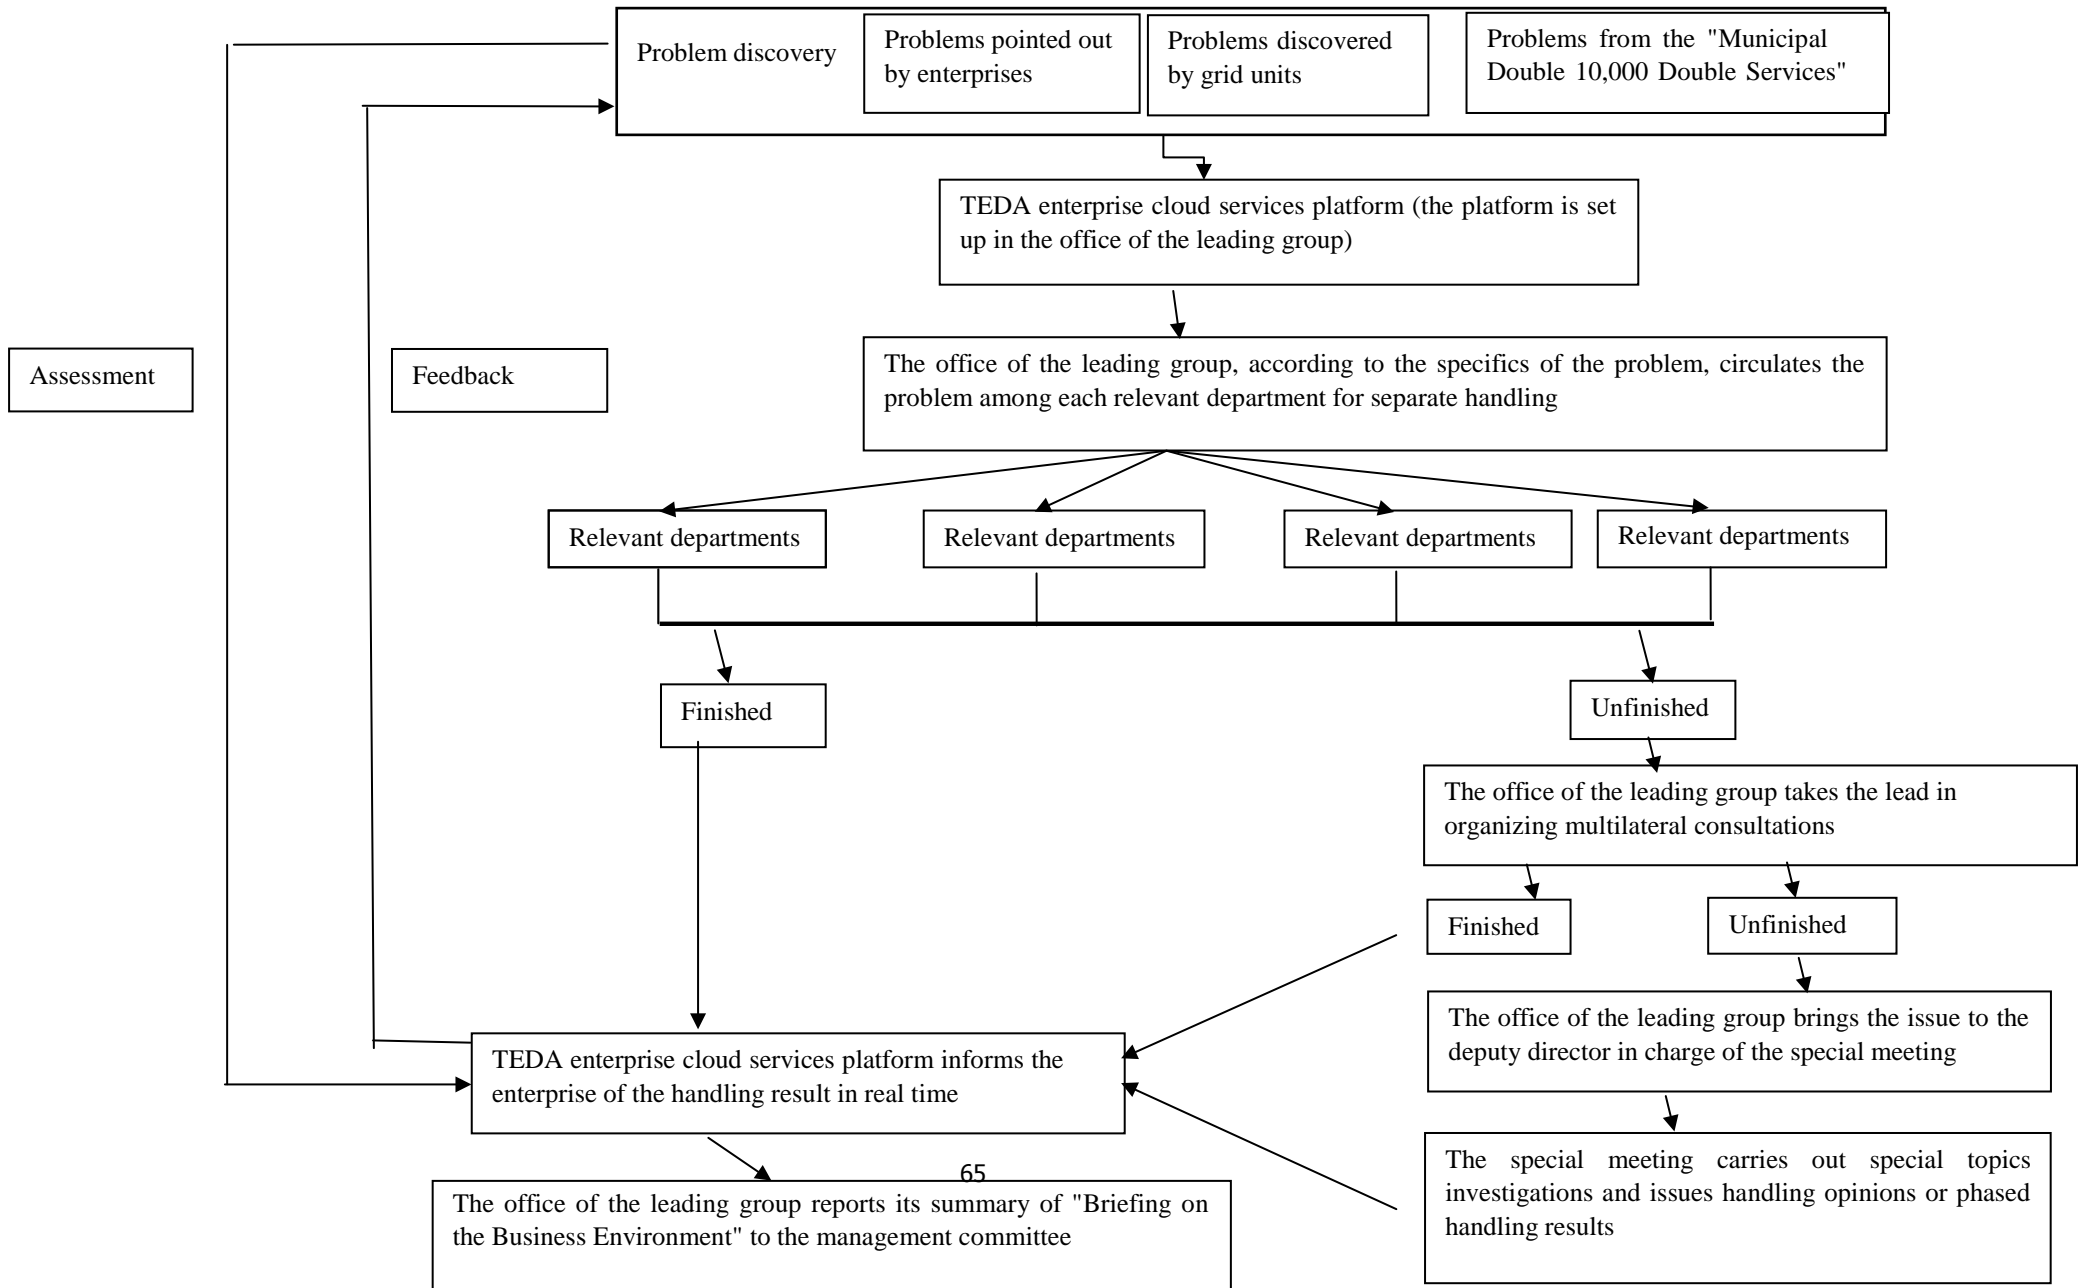 Problem discovery
Problems pointed out
by enterprises
Problems discovered
by grid units
Problems from the "Municipal
Double 10,000 Double Services"
TEDA enterprise cloud services platform (the platform is set
up in the office of the leading group)
Assessment
Feedback
The office of the leading group, according to the specifics of the problem, circulates the
problem among each relevant department for separate handling
Relevant departments
Relevant departments
Relevant departments
Relevant departments
Finished
Unfinished
The office of the leading group takes the lead in
organizing multilateral consultations
Finished
Unfinished
The office of the leading group brings the issue to the
deputy director in charge of the special meeting
TEDA enterprise cloud services platform informs the
enterprise of the handling result in real time
The special meeting carries out special topics
investigations and issues handling opinions or phased
handling results
65
The office of the leading group reports its summary of "Briefing on
the Business Environment" to the management committee